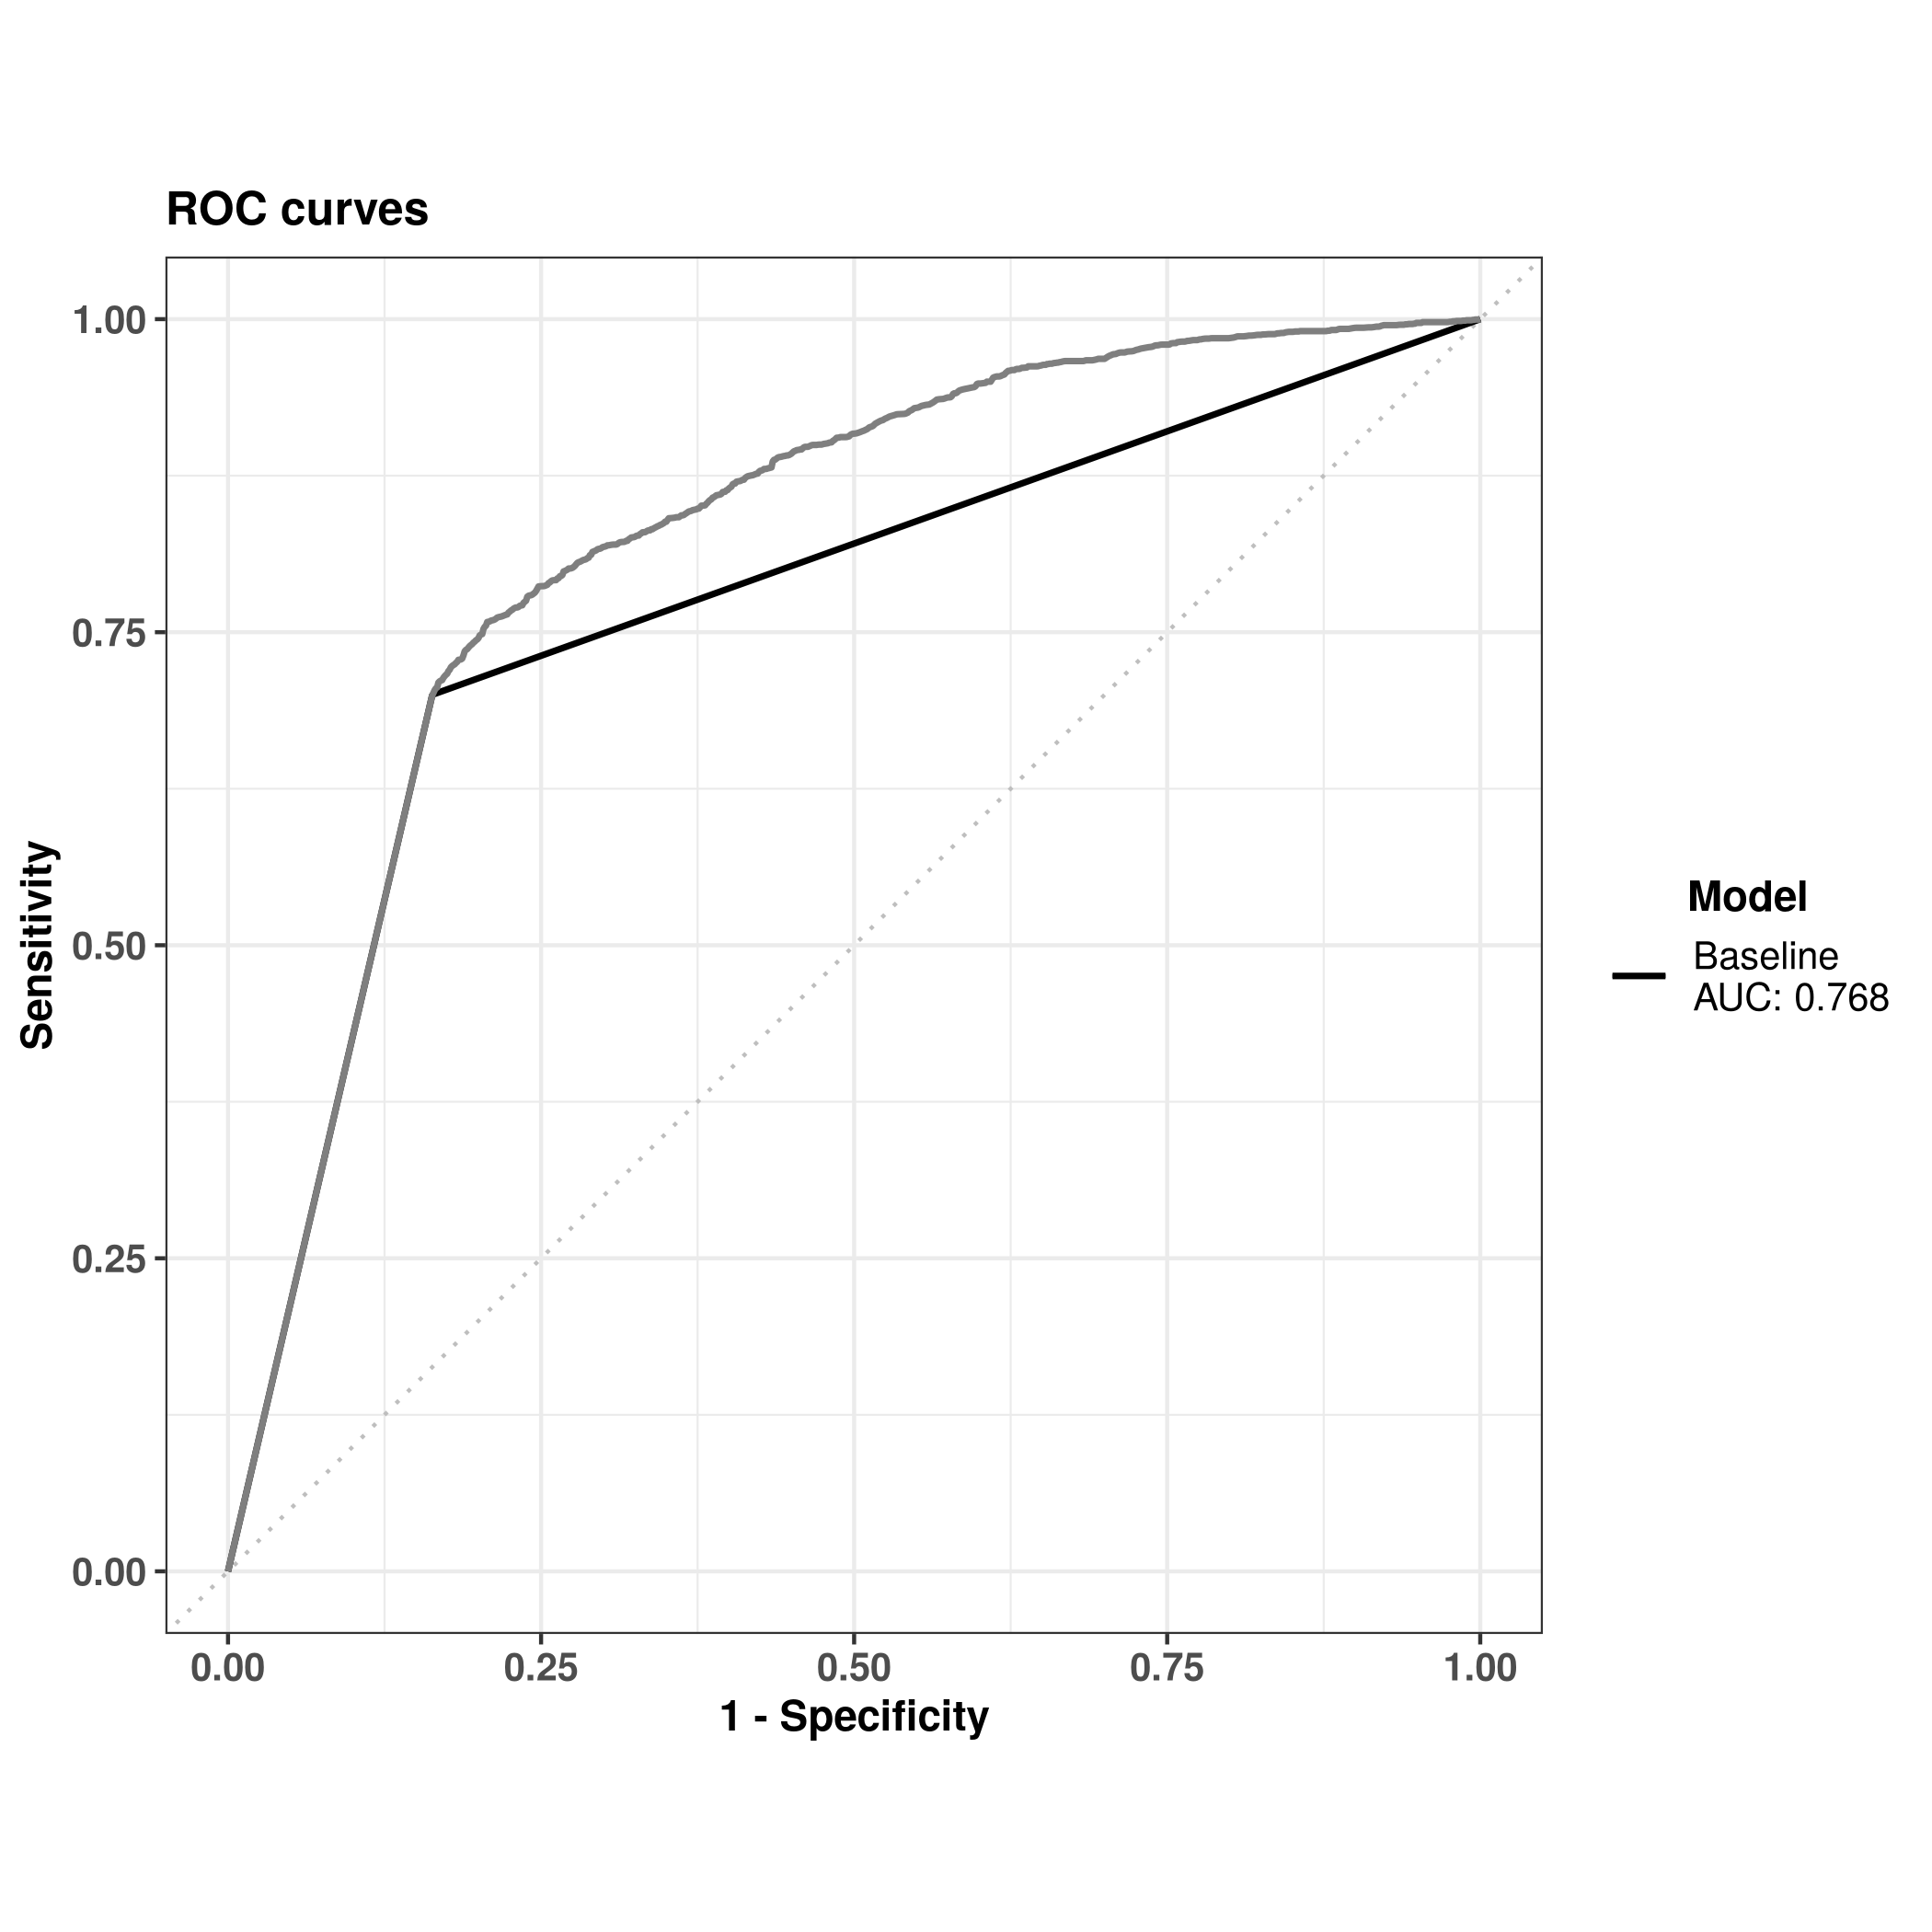 ROC curves
1.00
0.75
0.50
0.25
0.00
Sensitivity
0.00 0.25 0.50 0.75 1.00
1 - Specificity
Model
Baseline
AUC: 0.768